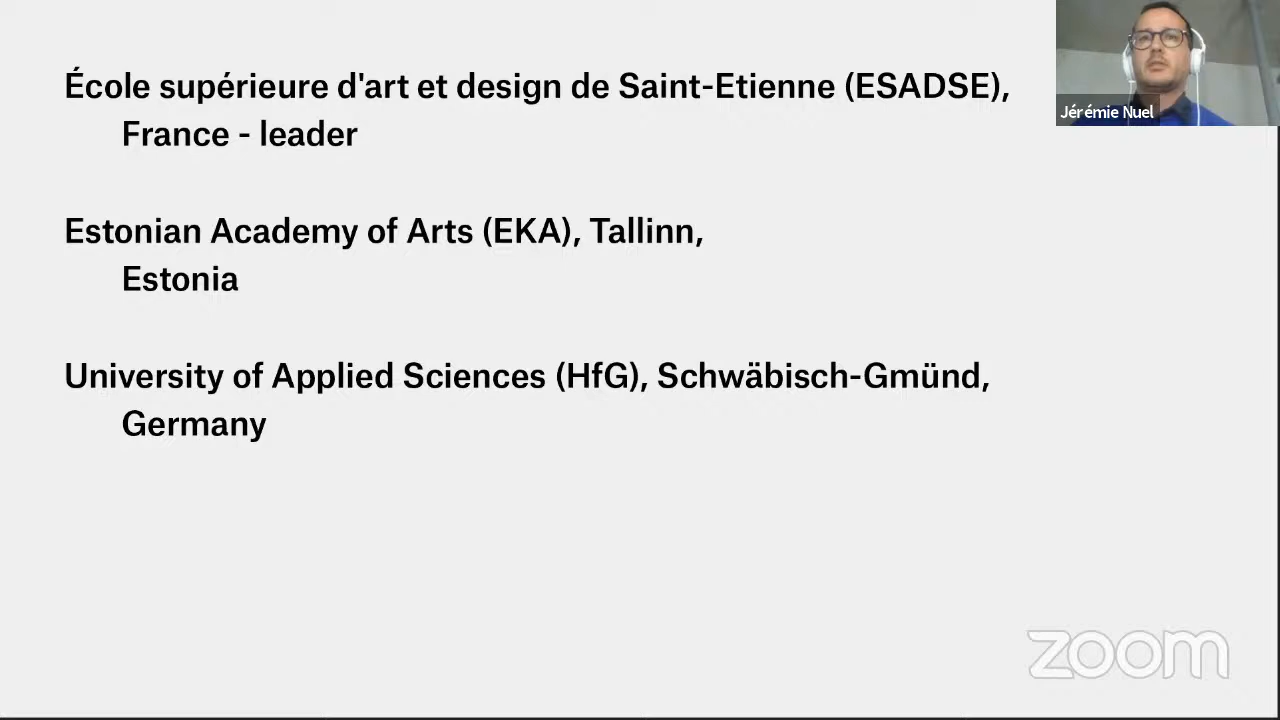 École supérieure d'art et design de Saint-Etienne (ESADSE),
France - leader
Jérémie Nuel
Estonian Academy of Arts (EKA), Tallinn,
Estonia
University of Applied Sciences (HfG), Schwäbisch-Gmünd,
Germany
zoom